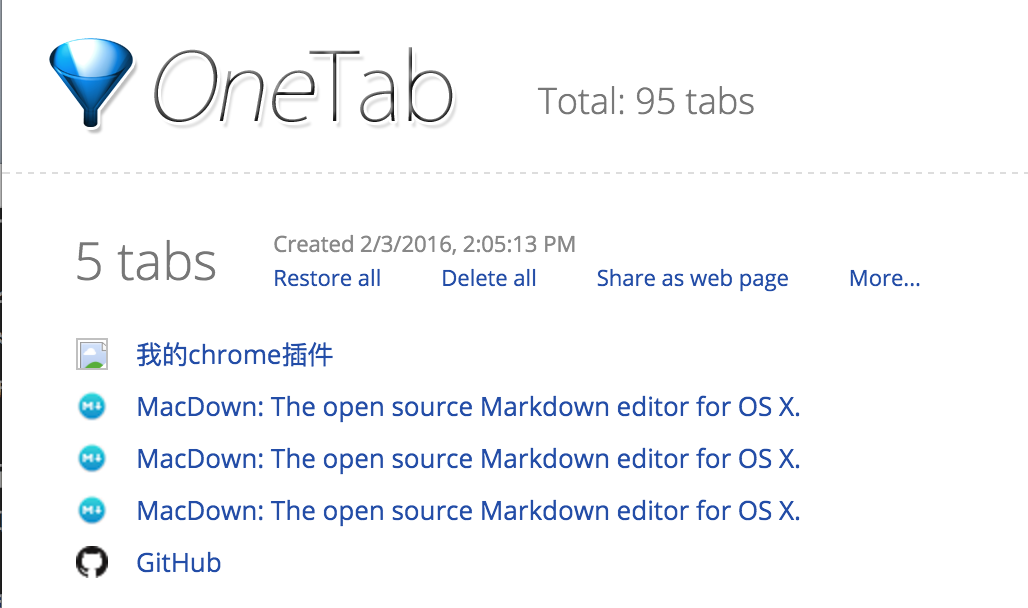 OneTab
Total: 95 tabs
5 tabs
Created 2/3/2016, 2:05:13 PM
Restore all Delete all Share as web page More...
我的chrome插件
MacDown: The open source Markdown editor for OS X.
MacDown: The open source Markdown editor for OS X.
MacDown: The open source Markdown editor for OS X.
GitHub